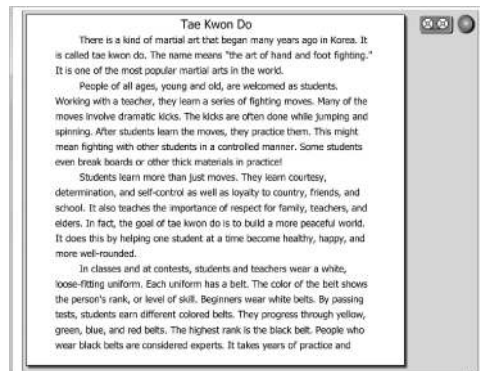 Tae Kwon Do
There is a kind of martial art that began many years ago in Korea. It
is called tae kwon do. The name means "the art of hand and foot fighting."
It is one of the most popular martial arts in the world.
People of all ages, young and old, are welcomed as students.
Working with a teacher, they learn a series of fighting moves. Many of the
moves involve dramatic kicks. The kicks are often done while jumping and
spinning. After students learn the moves, they practice them. This might
mean fighting with other students in a controlled manner. Some students
even break boards or other thick materials in practice!
Students learn more than just moves. They learn courtesy,
determination, and self-control as well as loyalty to country, friends, and
school. It also teaches the importance of respect for family, teachers, and
elders. In fact, the goal of tae kwon do is to build a more peaceful world.
It does this by helping one student at a time become healthy, happy, and
more well-rounded.
In classes and at contests, students and teachers wear a white,
loose-fitting uniform. Each uniform has a belt. The color of the belt shows
the person's rank, or level of skill. Beginners wear white belts. By passing
tests, students earn different colored belts. They progress through yellow,
green, blue, and red belts. The highest rank is the black belt. People who
wear black belts are considered experts. It takes years of practice and